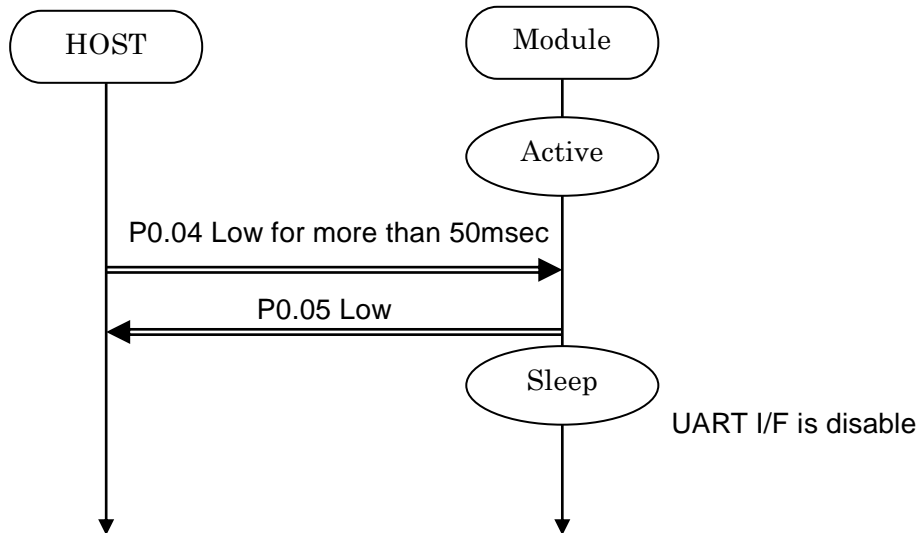 HOST
Module
Active
P0.04 Low for more than 50msec
P0.05 Low
Sleep
UART I/F is disable